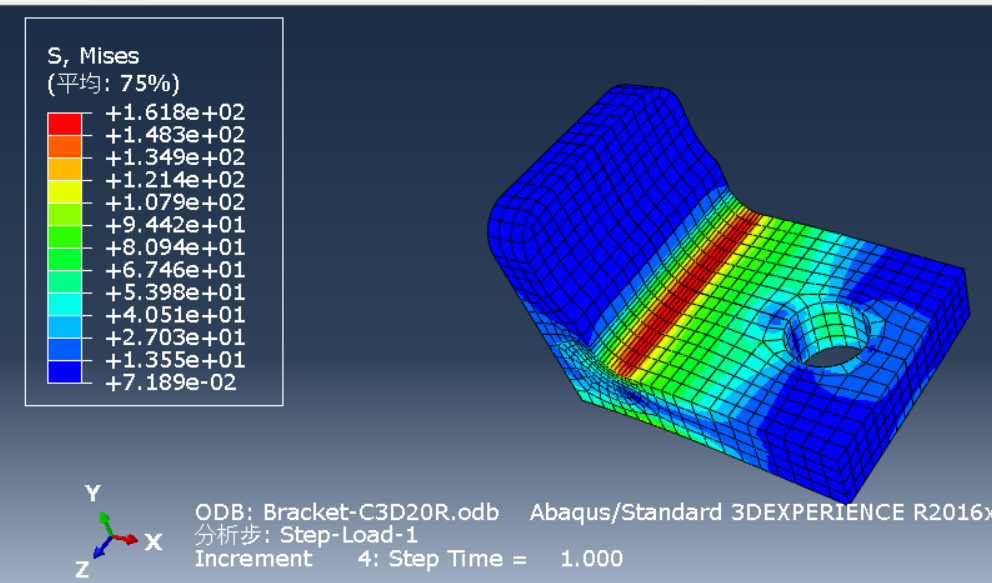 S, Mises
(平均: 75%)
+1.618e+02
+1.483e+02
+1.349e+02
+1.214e+02
+1.079e+02
+9.442e+01
+8.094e+01
+6.746e+01
+5.398e+01
+4.051e+01
+2.703e+01
+1.355e+01
+7.189e-02
Y
X
Z
ODB: Bracket-C3D20R.odb Abaqus/Standard 3DEXPERIENCE R2016x
分析步: Step-Load-1
Increment 4: Step Time = 1.000